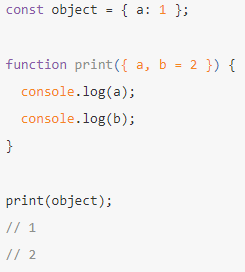 const object = { a: 1 };
function print({ a, b = 2 }) {
console.log(a);
console.log(b);
}
print(object);
// 1
// 2